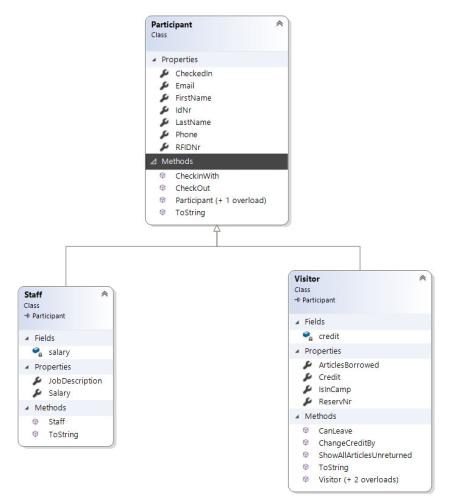 Participant
Class
Properties
CheckedIn
Email
FirstName
IdNr
LastName
Phone
RFIDNr
Methods
CheckInWith
CheckOut
Participant (+ 1 overload)
ToString
Staff
Class
Participant
Fields
salary
Properties
JobDescription
Salary
Methods
Staff
ToString
Visitor
Class
Participant
Fields
credit
Properties
ArticlesBorrowed
Credit
IsInCamp
ReservNr
Methods
CanLeave
ChangeCreditBy
ShowAllArticlesUnreturned
ToString
Visitor (+ 2 overloads)